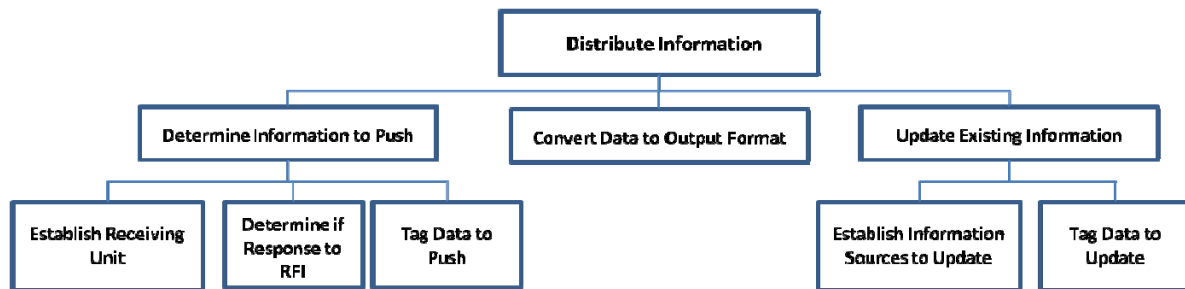 Distribute Information
Determine Information to Push
Convert Data to Output Format
Update Existing Information
Establish Receiving
Unit
Determine if
Response to
RFI
Tag Data to
Push
Establish Information
Sources to Update
Tag Data to
Update